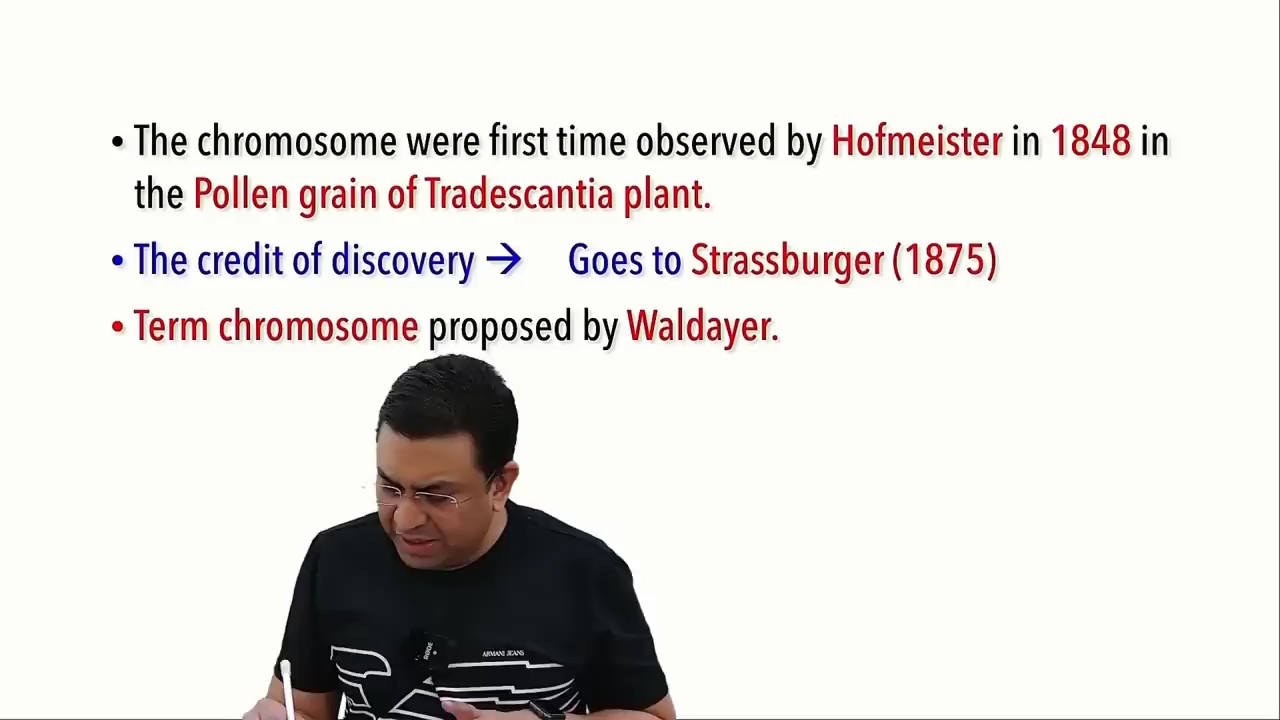 • The chromosome were first time observed by Hofmeister in 1848 in
the Pollen grain of Tradescantia plant.
• The credit of discovery → Goes to Strassburger (1875)
• Term chromosome proposed by Waldayer.
RØDE
ARMANI JEANS